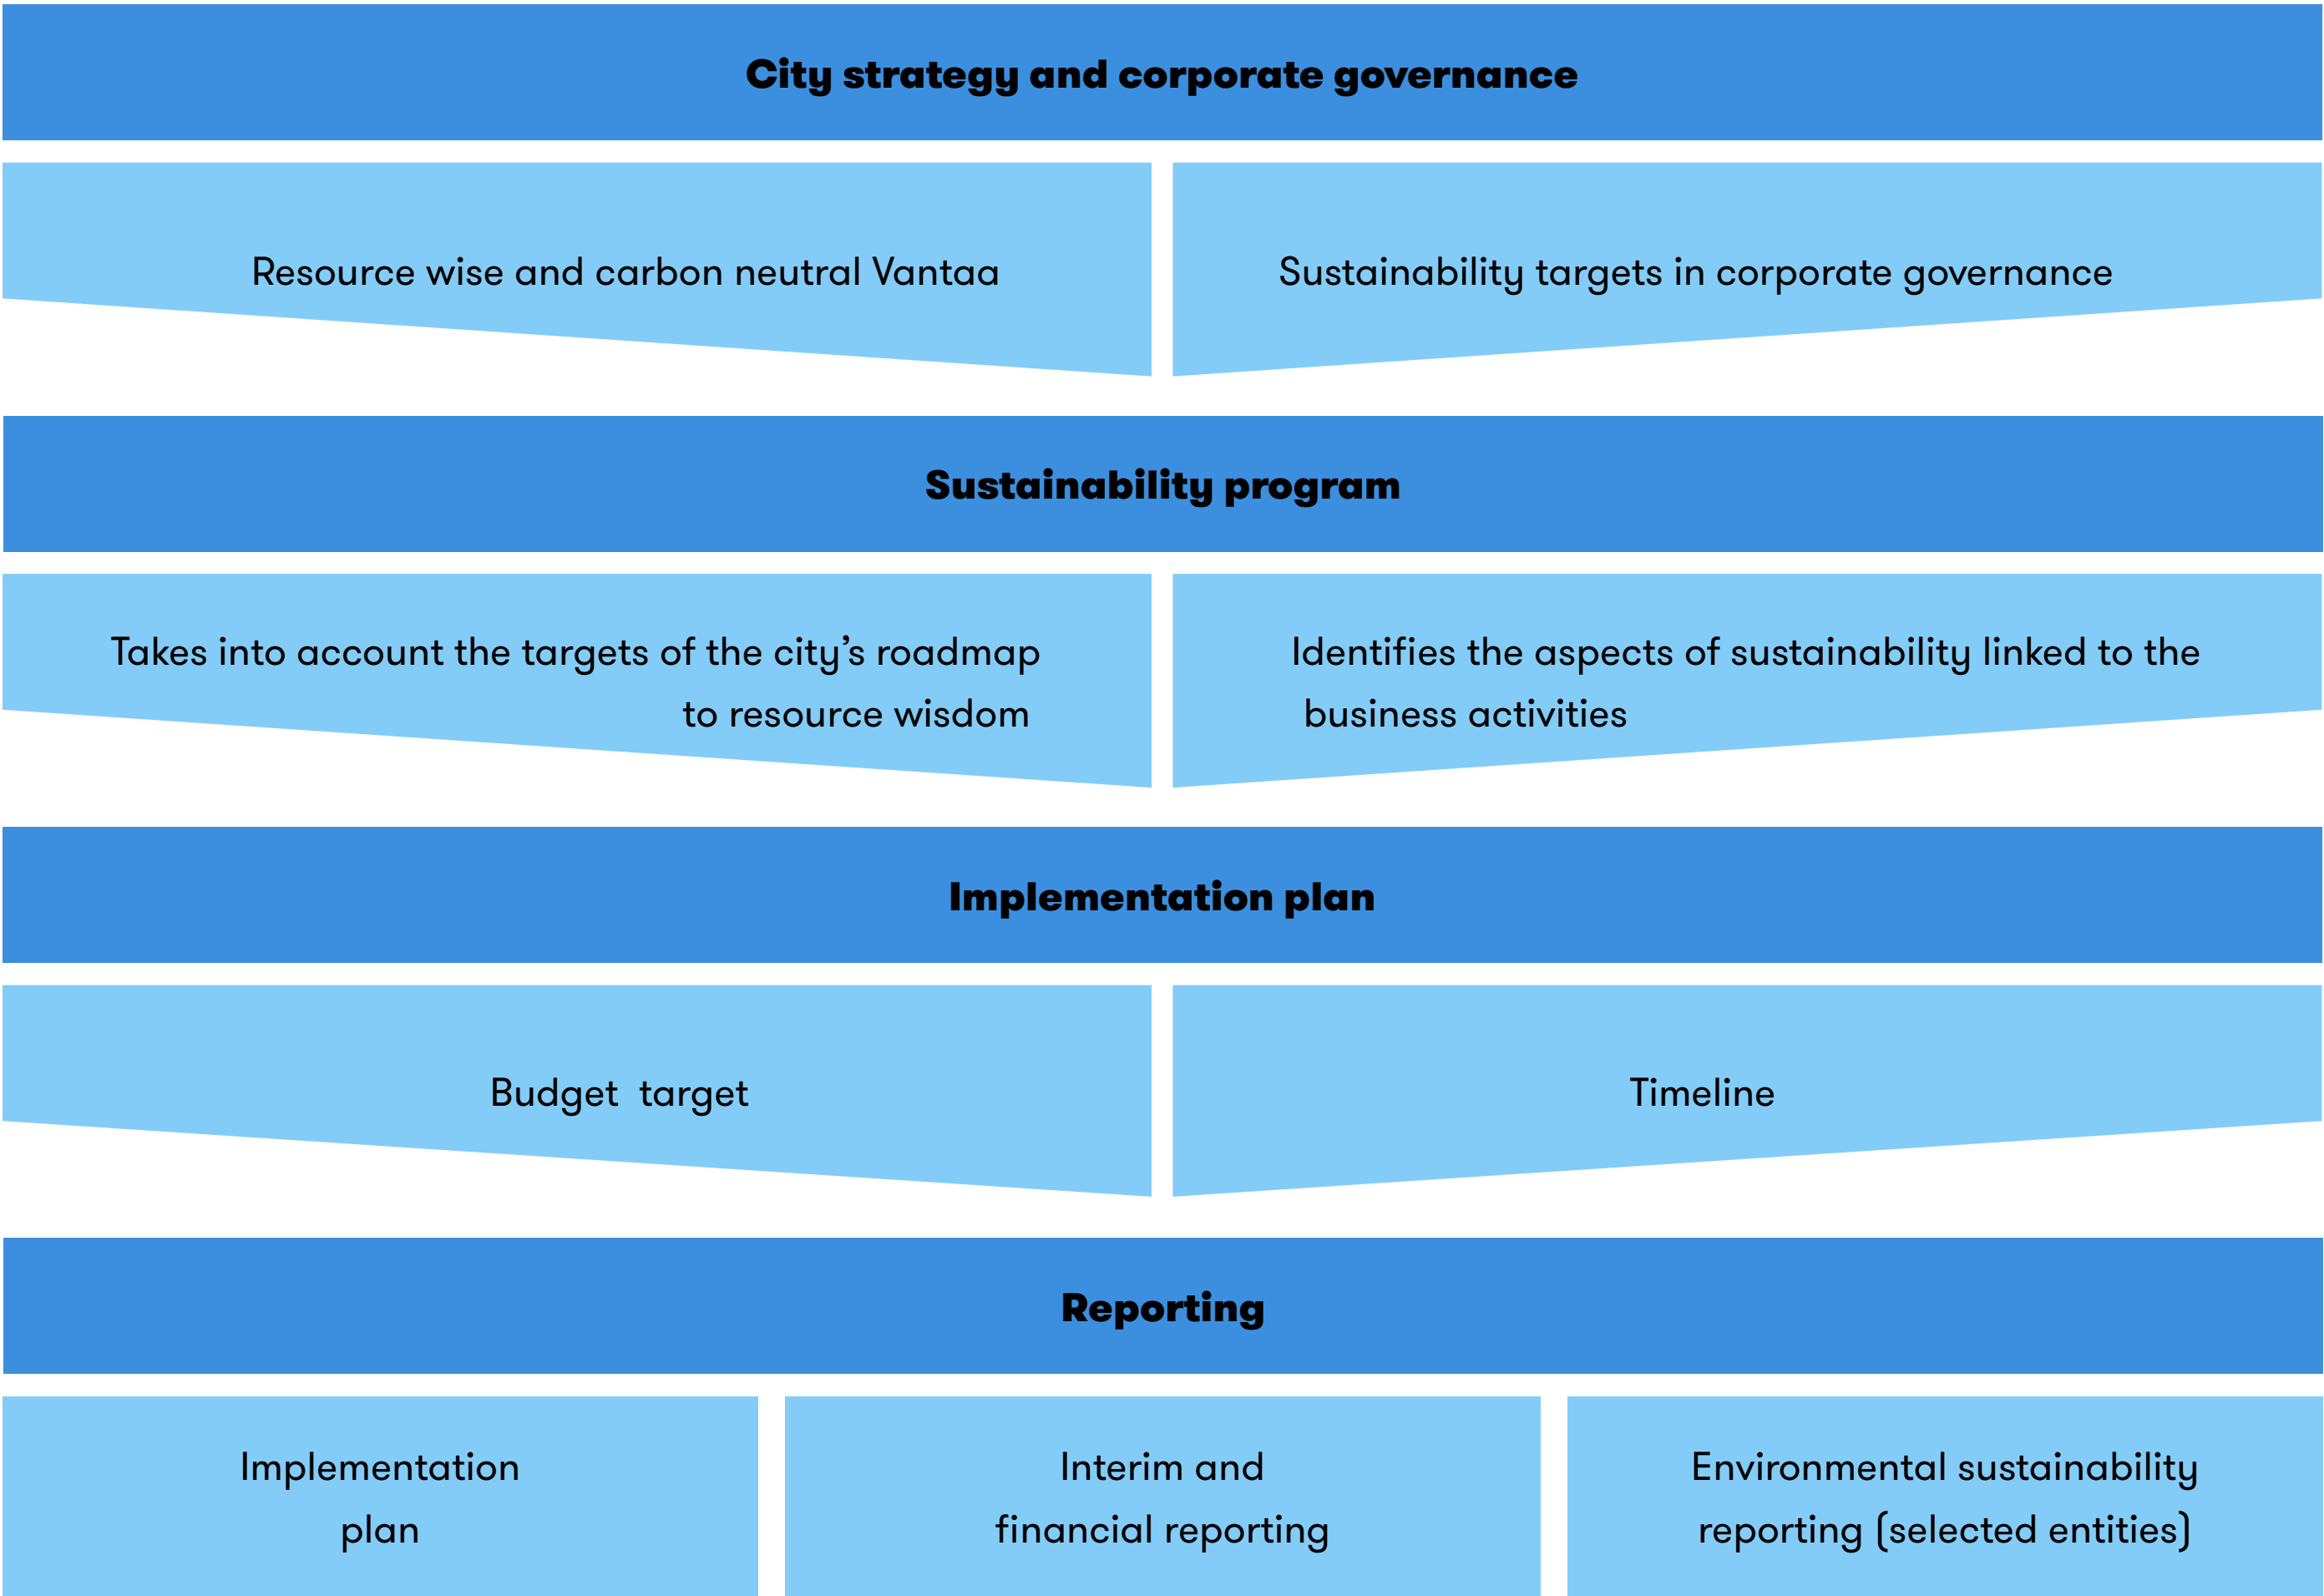 City strategy and corporate governance
Resource wise and carbon neutral Vantaa
Sustainability targets in corporate governance
Sustainability program
Takes into account the targets of the city’s roadmap
to resource wisdom
Identifies the aspects of sustainability linked to the
business activities
Implementation plan
Budget target
Timeline
Reporting
Implementation
plan
Interim and
financial reporting
Environmental sustainability
reporting (selected entities)